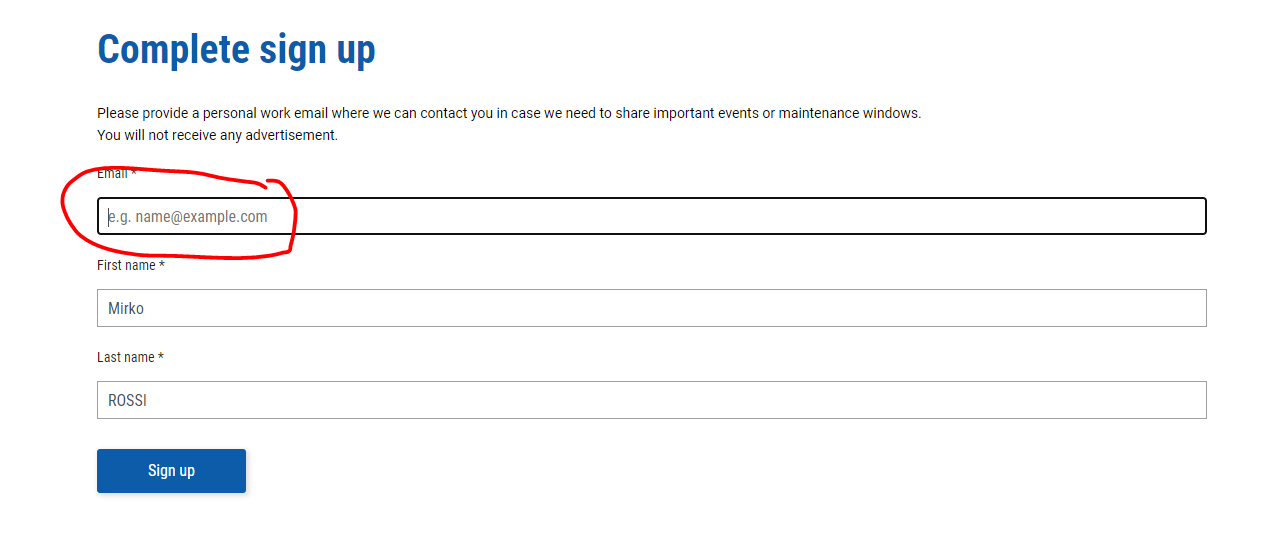 Complete sign up
Please provide a personal work email where we can contact you in case we need to share important events or maintenance windows.
You will not receive any advertisement.
Email *
e.g. name@example.com
First name *
Mirko
Last name *
ROSSI
Sign up